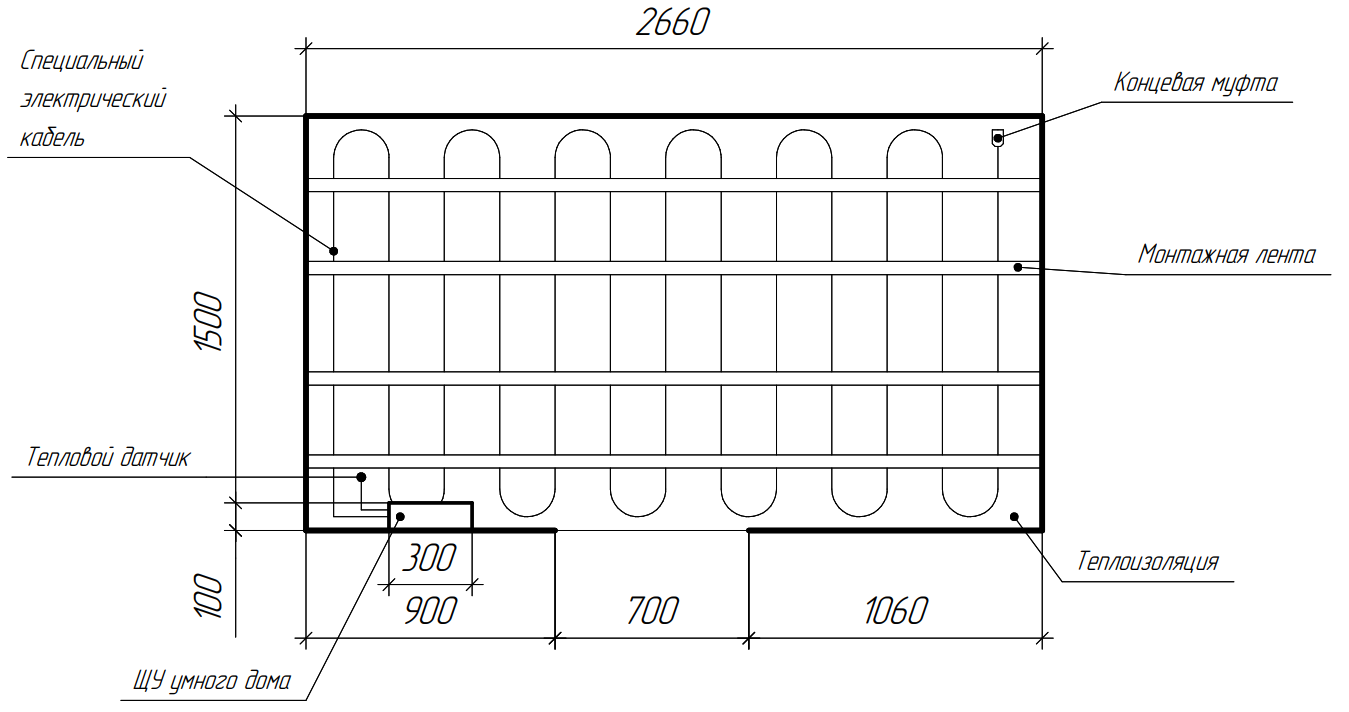 2660
Специальный
электрический
кабель
Концевая муфта
Монтажная лента
1500
Тепловой датчик
Теплоизоляция
100
300
900
700
1060
ЩУ умного дома